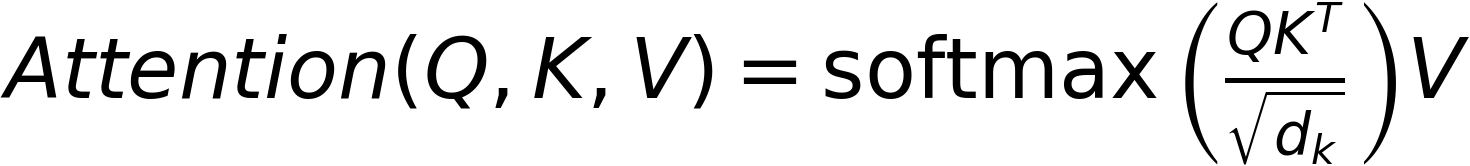 Attention(Q, K, V) = softmax(QK^T / √d_k)V